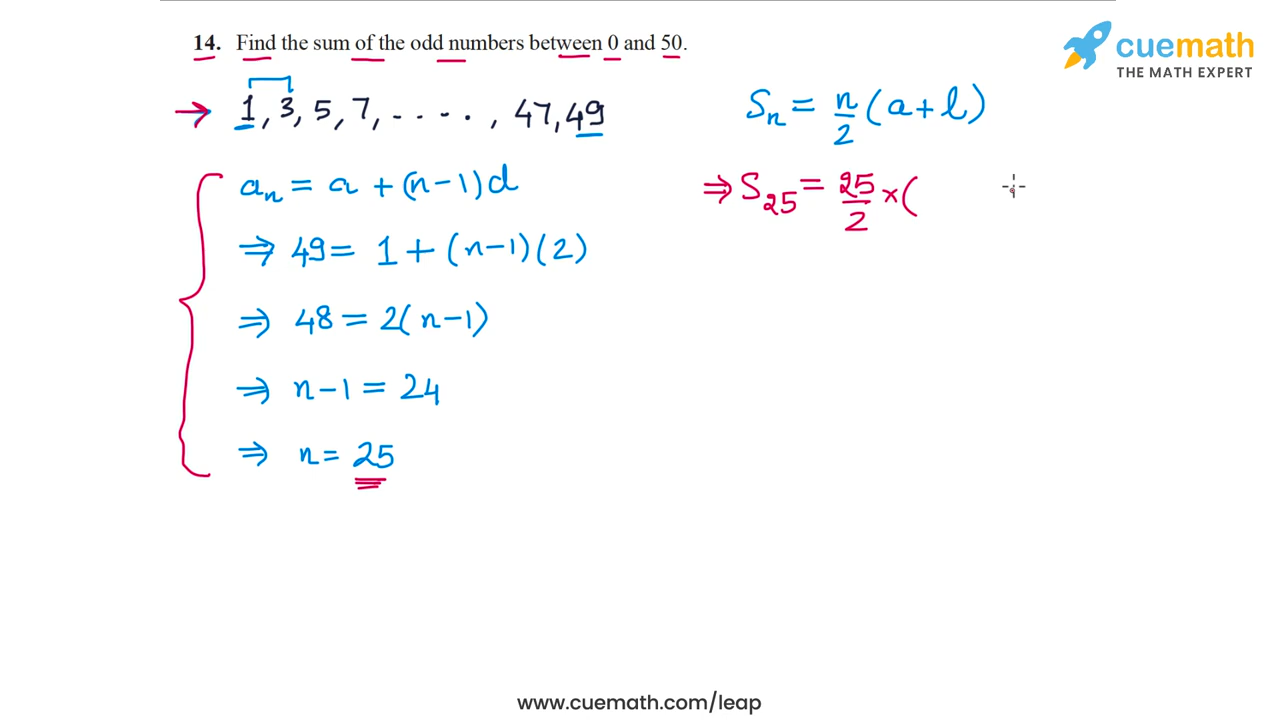 14. Find the sum of the odd numbers between 0 and 50.
cuemath
THE MATH EXPERT
→ 1, 3, 5, 7, - - - - , 47, 49
aₙ = a + (n-1)d
⇒ 49 = 1 + (n-1)(2)
⇒ 48 = 2(n-1)
⇒ n-1 = 24
⇒ n = 25
Sₙ = n/2 (a+l)
⇒ S₂₅ = 25/2 × (
www.cuemath.com/leap